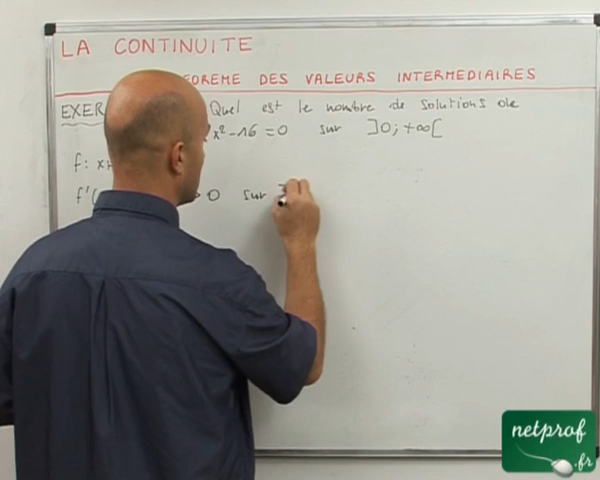 LA CONTINUITE
EOREME DES VALEURS INTERMEDIAIRES
EXER Quel est le nombre de solutions de
x²-16=0 sur ]0;+∞[
f: x
f'( > 0 sur ]
netprof
.fr